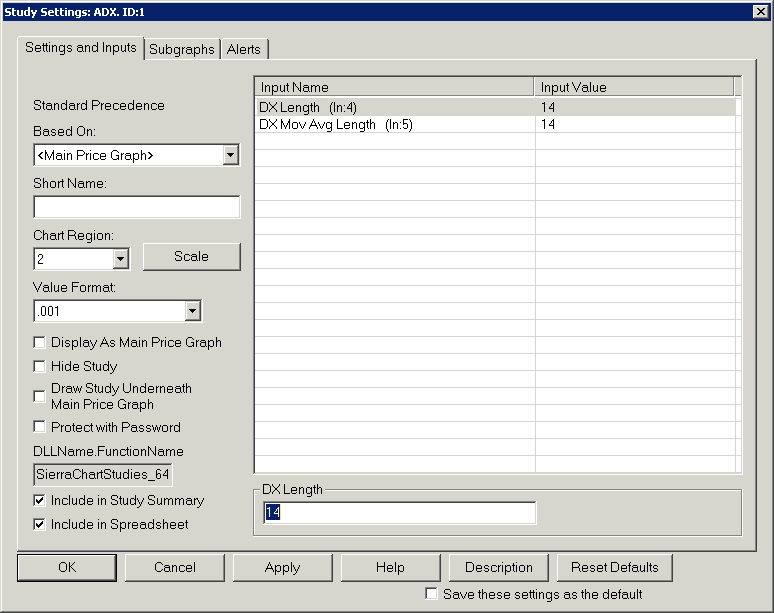 Study Settings: ADX. ID:1
Settings and Inputs
Subgraphs
Alerts
Standard Precedence
Based On:
<Main Price Graph>
Short Name:
Chart Region:
2
Scale
Value Format:
.001
Display As Main Price Graph
Hide Study
Draw Study Underneath
Main Price Graph
Protect with Password
DLLName.FunctionName
SierraChartStudies_64
Include in Study Summary
Include in Spreadsheet
Input Name Input Value
DX Length (In:4) 14
DX Mov Avg Length (In:5) 14
DX Length
14
OK
Cancel
Apply
Help
Description
Reset Defaults
Save these settings as the default